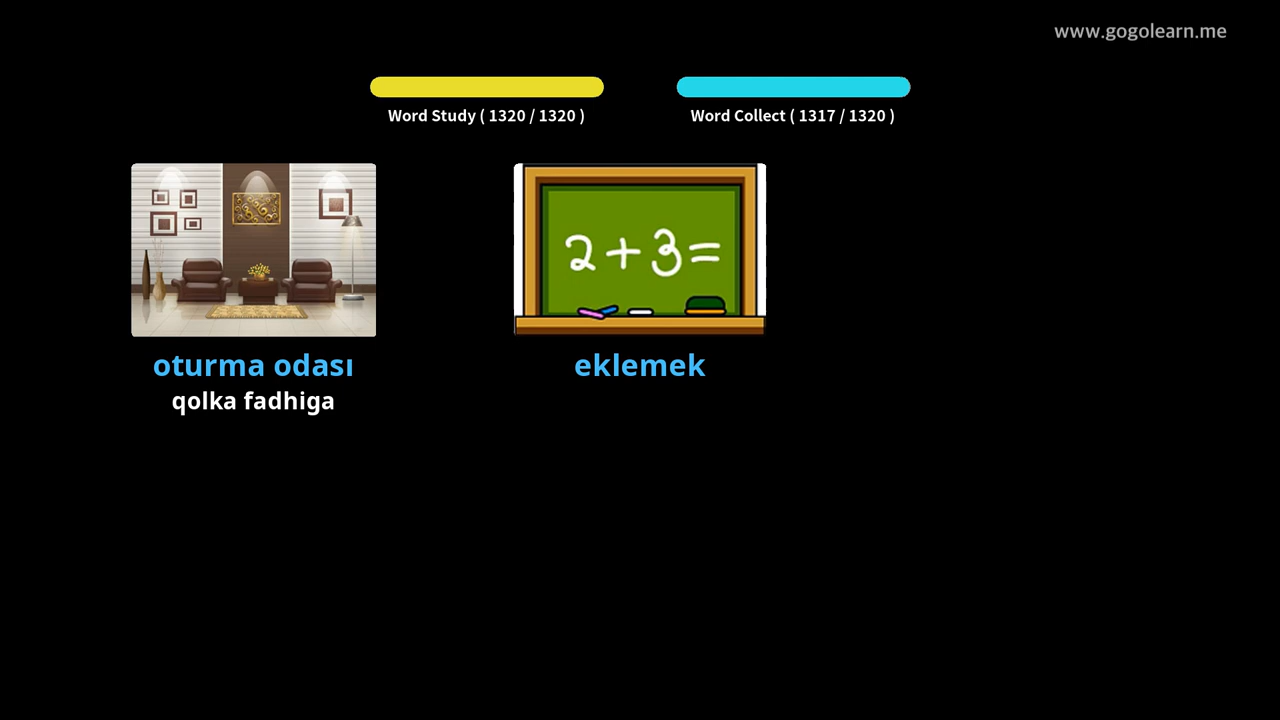 www.gogolearn.me
Word Study ( 1320 / 1320 )
Word Collect ( 1317 / 1320 )
2+3=
oturma odası
qolka fadhiga
eklemek